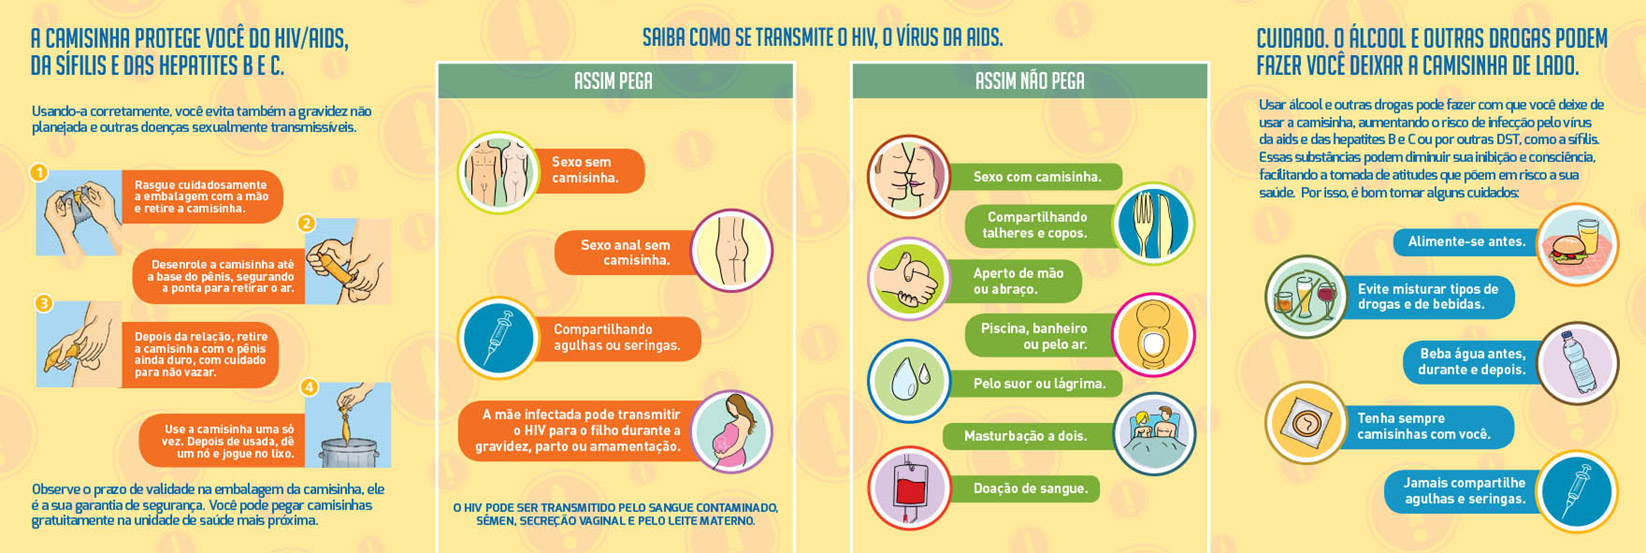 A CAMISINHA PROTEGE VOCÊ DO HIV/AIDS,
DA SÍFILIS E DAS HEPATITES B E C.
Usando-a corretamente, você evita também a gravidez não
planejada e outras doenças sexualmente transmissíveis.
1
Rasgue cuidadosamente
a embalagem com a mão
e retire a camisinha.
2
Desenrole a camisinha até
a base do pênis, segurando
a ponta para retirar o ar.
3
Depois da relação, retire
a camisinha com o pênis
ainda duro, com cuidado
para não vazar.
4
Use a camisinha uma só
vez. Depois de usada, dê
um nó e jogue no lixo.
Observe o prazo de validade na embalagem da camisinha, ele
é a sua garantia de segurança. Você pode pegar camisinhas
gratuitamente na unidade de saúde mais próxima.
SAIBA COMO SE TRANSMITE O HIV, O VÍRUS DA AIDS.
ASSIM PEGA
Sexo sem
camisinha.
Sexo anal sem
camisinha.
Compartilhando
agulhas ou seringas.
A mãe infectada pode transmitir
o HIV para o filho durante a
gravidez, parto ou amamentação.
O HIV PODE SER TRANSMITIDO PELO SANGUE CONTAMINADO,
SÊMEN, SECREÇÃO VAGINAL E PELO LEITE MATERNO.
ASSIM NÃO PEGA
Sexo com camisinha.
Compartilhando
talheres e copos.
Aperto de mão
ou abraço.
Piscina, banheiro
ou pelo ar.
Pelo suor ou lágrima.
Masturbação a dois.
Doação de sangue.
CUIDADO. O ÁLCOOL E OUTRAS DROGAS PODEM
FAZER VOCÊ DEIXAR A CAMISINHA DE LADO.
Usar álcool e outras drogas pode fazer com que você deixe de
usar a camisinha, aumentando o risco de infecção pelo vírus
da aids e das hepatites B e C ou por outras DST, como a sífilis.
Essas substâncias podem diminuir sua inibição e consciência,
facilitando a tomada de atitudes que põem em risco a sua
saúde. Por isso, é bom tomar alguns cuidados:
Alimente-se antes.
Evite misturar tipos de
drogas e de bebidas.
Beba água antes,
durante e depois.
Tenha sempre
camisinhas com você.
Jamais compartilhe
agulhas e seringas.